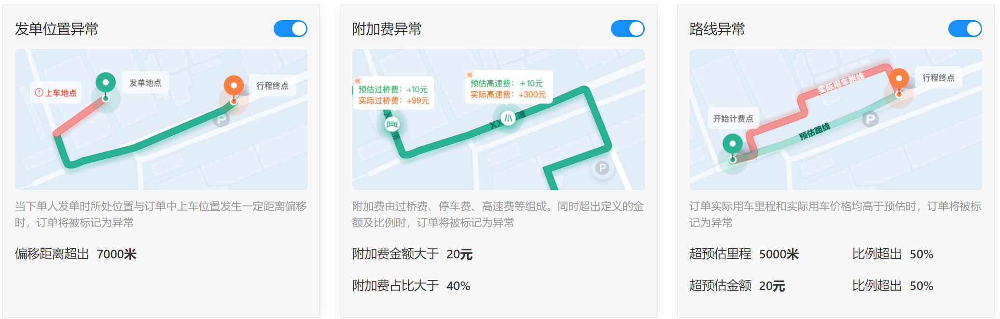 发单位置异常
上车地点
发单地点
行程终点
P
当下单人发单时所处位置与订单中上车位置发生一定距离偏移
时，订单将被标记为异常
偏移距离超出 7000米
附加费异常
例
预估过桥费：+10元
实际过桥费：+99元
例
预估高速费：+10元
实际高速费：+300元
P
附加费由过桥费、停车费、高速费等组成。同时超出定义的金
额及比例时，订单将被标记为异常
附加费金额大于 20元
附加费占比大于 40%
路线异常
实际用车路线
行程终点
开始计费点
预估路线
P
订单实际用车里程和实际用车价格均高于预估时，订单将被标
记为异常
超预估里程 5000米 比例超出 50%
超预估金额 20元 比例超出 50%